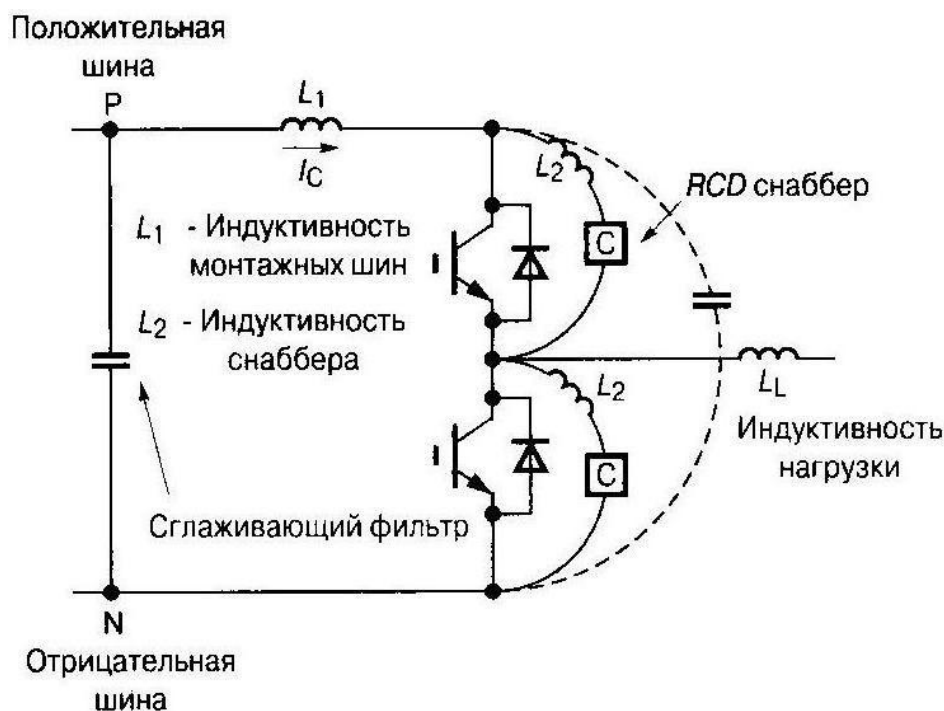 Положительная
шина
P
L1
IC
L2
RCD снаббер
C
L1 - Индуктивность
монтажных шин
L2 - Индуктивность
снаббера
L2
LL
C
Индуктивность
нагрузки
Сглаживающий фильтр
N
Отрицательная
шина